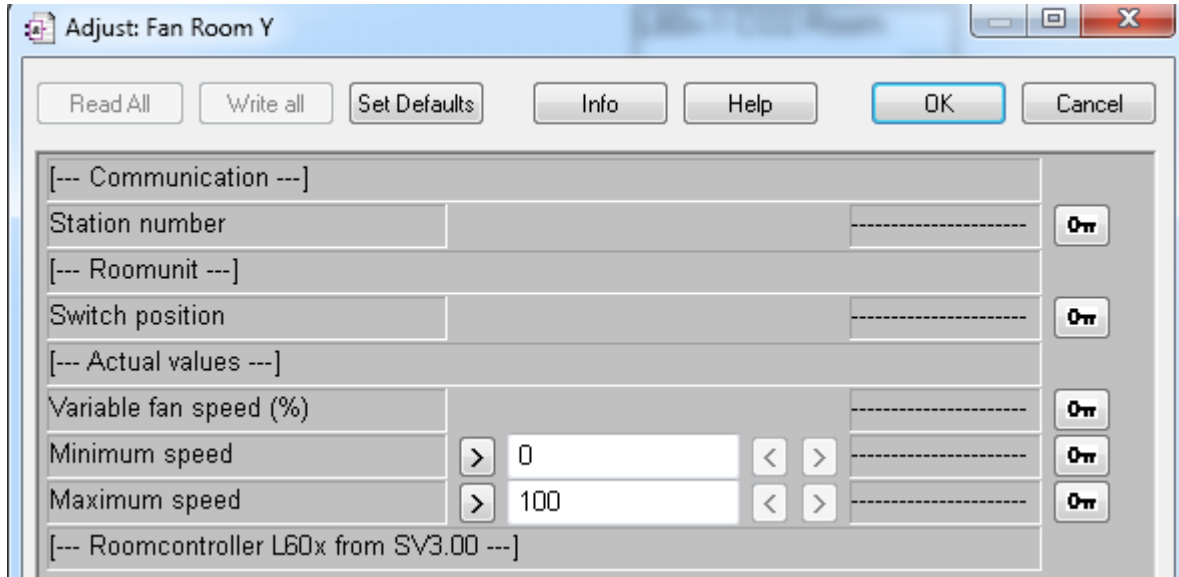 Adjust: Fan Room Y
Read All Write all Set Defaults Info Help OK Cancel
[--- Communication ---]
Station number ----------------------
[--- Roomunit ---]
Switch position ----------------------
[--- Actual values ---]
Variable fan speed (%) ----------------------
Minimum speed > 0 < > ----------------------
Maximum speed > 100 < > ----------------------
[--- Roomcontroller L60x from SV3.00 ---]